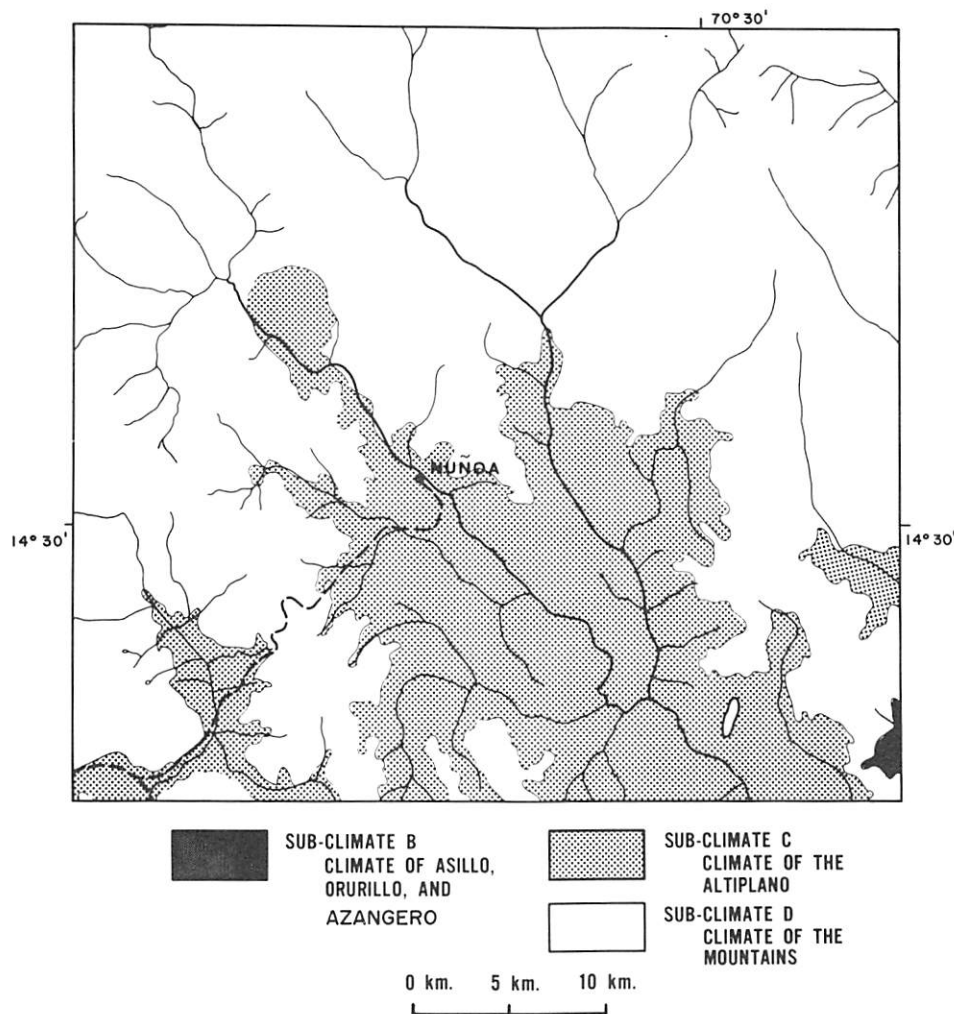 70° 30'
NUÑOA
14° 30'
14° 30'
SUB-CLIMATE B
CLIMATE OF ASILLO,
ORURILLO, AND
AZANGERO
SUB-CLIMATE C
CLIMATE OF THE
ALTIPLANO
SUB-CLIMATE D
CLIMATE OF THE
MOUNTAINS
0 km. 5 km. 10 km.